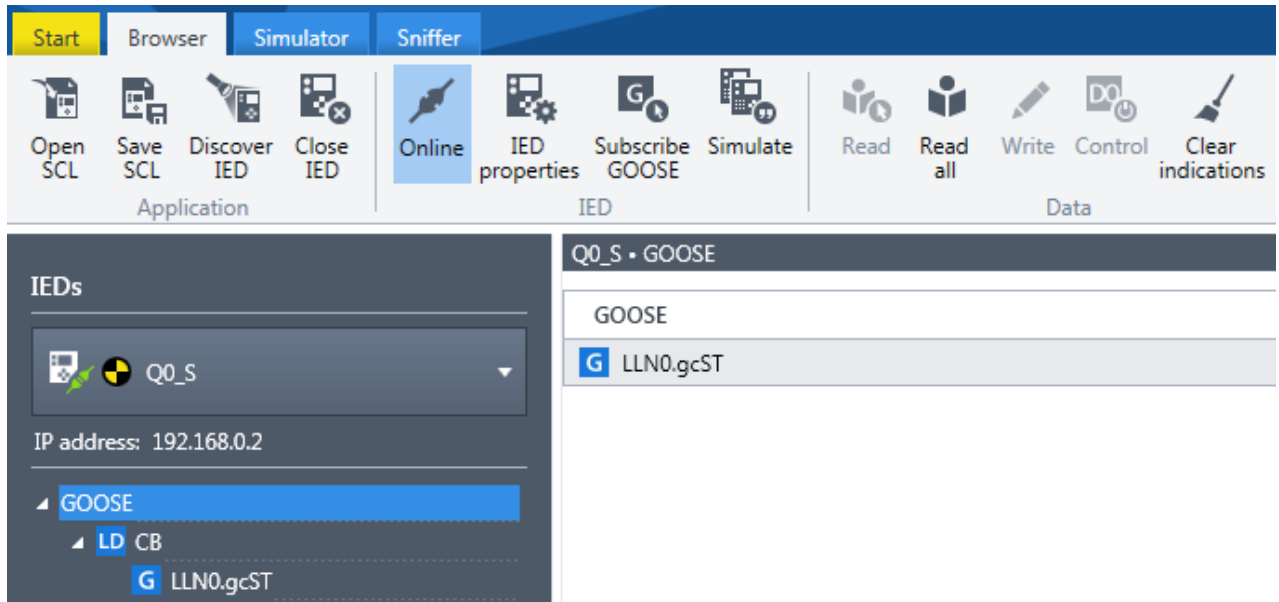 Start Browser Simulator Sniffer
G DO
Open Save Discover Close Online IED Subscribe Simulate Read Read Write Control Clear
SCL SCL IED IED properties GOOSE all indications
Application IED Data
Q0_S • GOOSE
IEDs
GOOSE
Q0_S
G LLN0.gcST
IP address: 192.168.0.2
GOOSE
LD CB
G LLN0.gcST